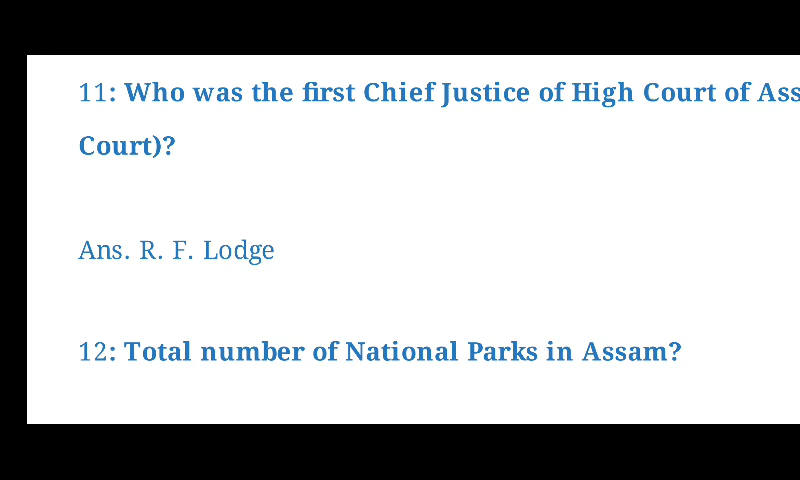 11: Who was the first Chief Justice of High Court of
Court)?
Ans. R. F. Lodge
12: Total number of National Parks in Assam?